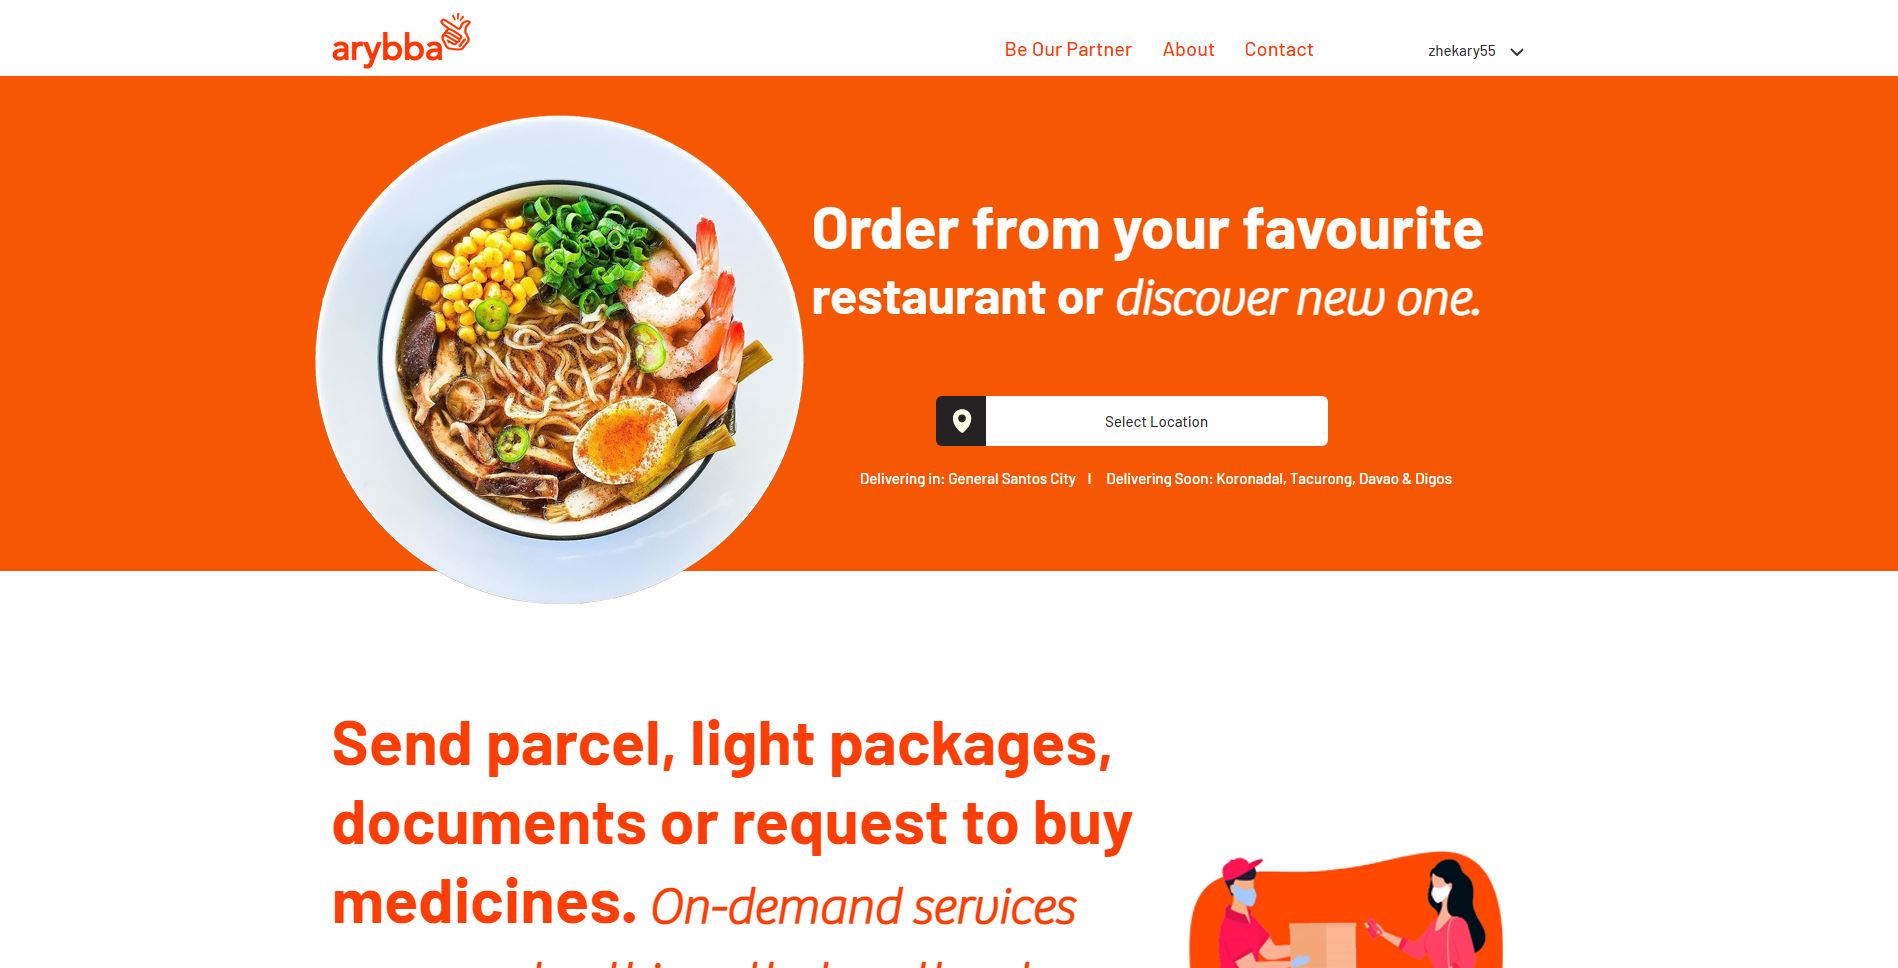 arybba
Be Our Partner
About
Contact
zhekary55
Order from your favourite
restaurant or discover new one.
Select Location
Delivering in: General Santos City | Delivering Soon: Koronadal, Tacurong, Davao & Digos
Send parcel, light packages,
documents or request to buy
medicines. On-demand services